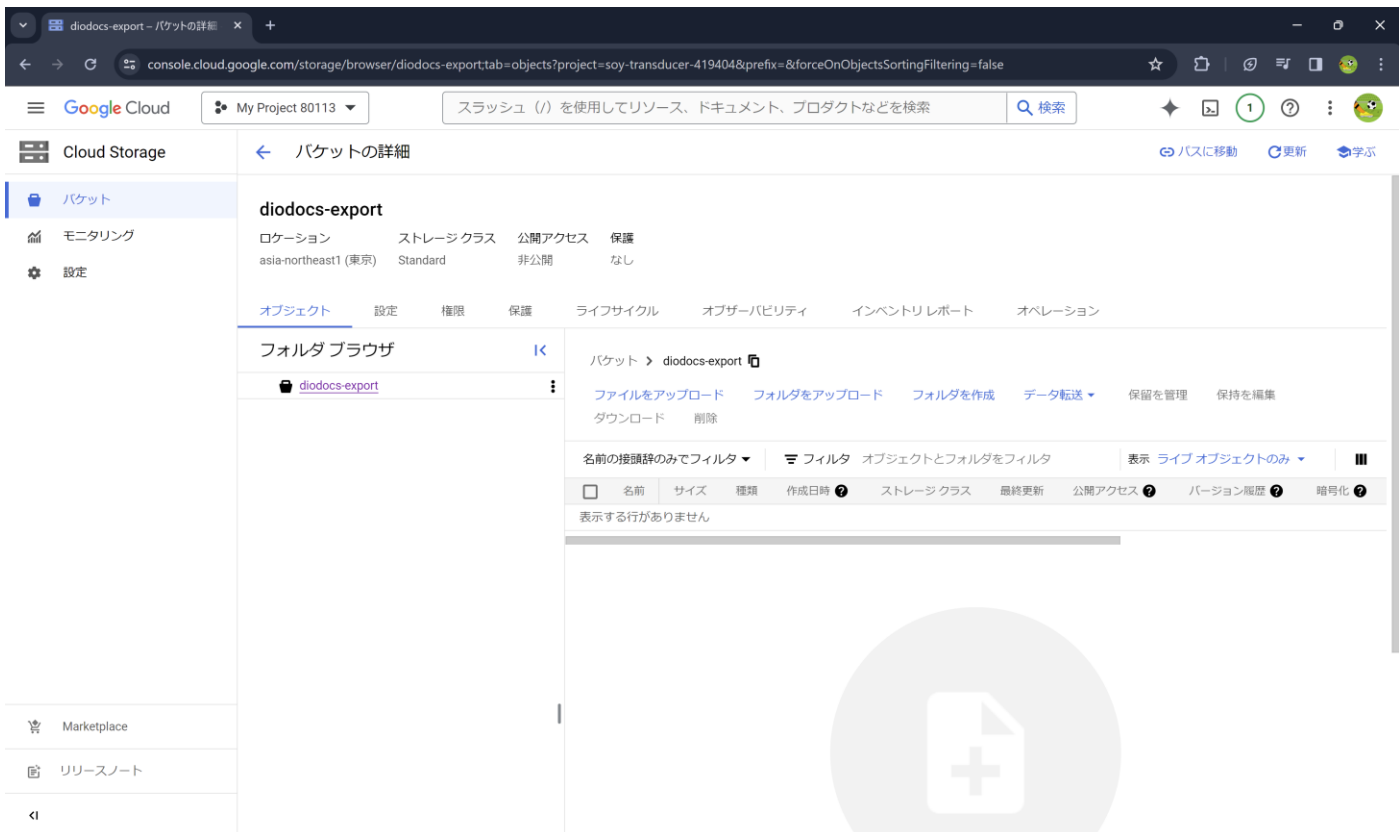 diodocs-export – バケットの詳細
console.cloud.google.com/storage/browser/diodocs-export;tab=objects?project=soy-transducer-419404&prefix=&forceOnObjectsSortingFiltering=false
Google Cloud My Project 80113 スラッシュ（/）を使用してリソース、ドキュメント、プロダクトなどを検索 検索 1
Cloud Storage バケットの詳細 パスに移動 更新 学ぶ
バケット
モニタリング
設定
diodocs-export
ロケーション ストレージ クラス 公開アクセス 保護
asia-northeast1 (東京) Standard 非公開 なし
オブジェクト 設定 権限 保護 ライフサイクル オブザーバビリティ インベントリ レポート オペレーション
フォルダ ブラウザ
diodocs-export
バケット diodocs-export
ファイルをアップロード フォルダをアップロード フォルダを作成 データ転送 保留を管理 保持を編集
ダウンロード 削除
名前の接頭辞のみでフィルタ フィルタ オブジェクトとフォルダをフィルタ 表示 ライブ オブジェクトのみ
名前 サイズ 種類 作成日時 ストレージ クラス 最終更新 公開アクセス バージョン履歴 暗号化
表示する行がありません
Marketplace
リリースノート